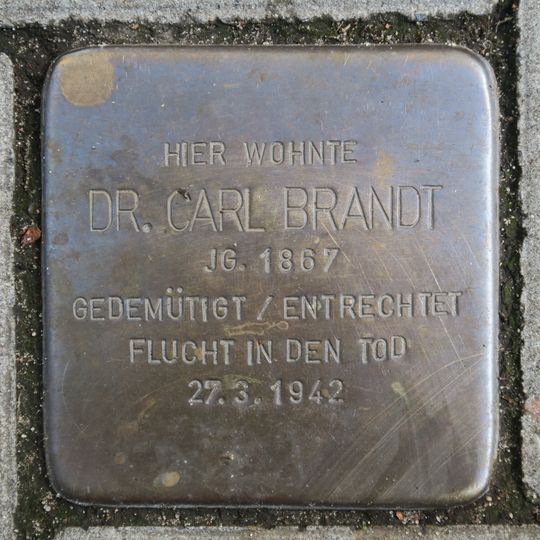 HIER WOHNTE
DR. CARL BRANDT
JG. 1867
GEDEMÜTIGT / ENTRECHTET
FLUCHT IN DEN TOD
27. 3. 1942